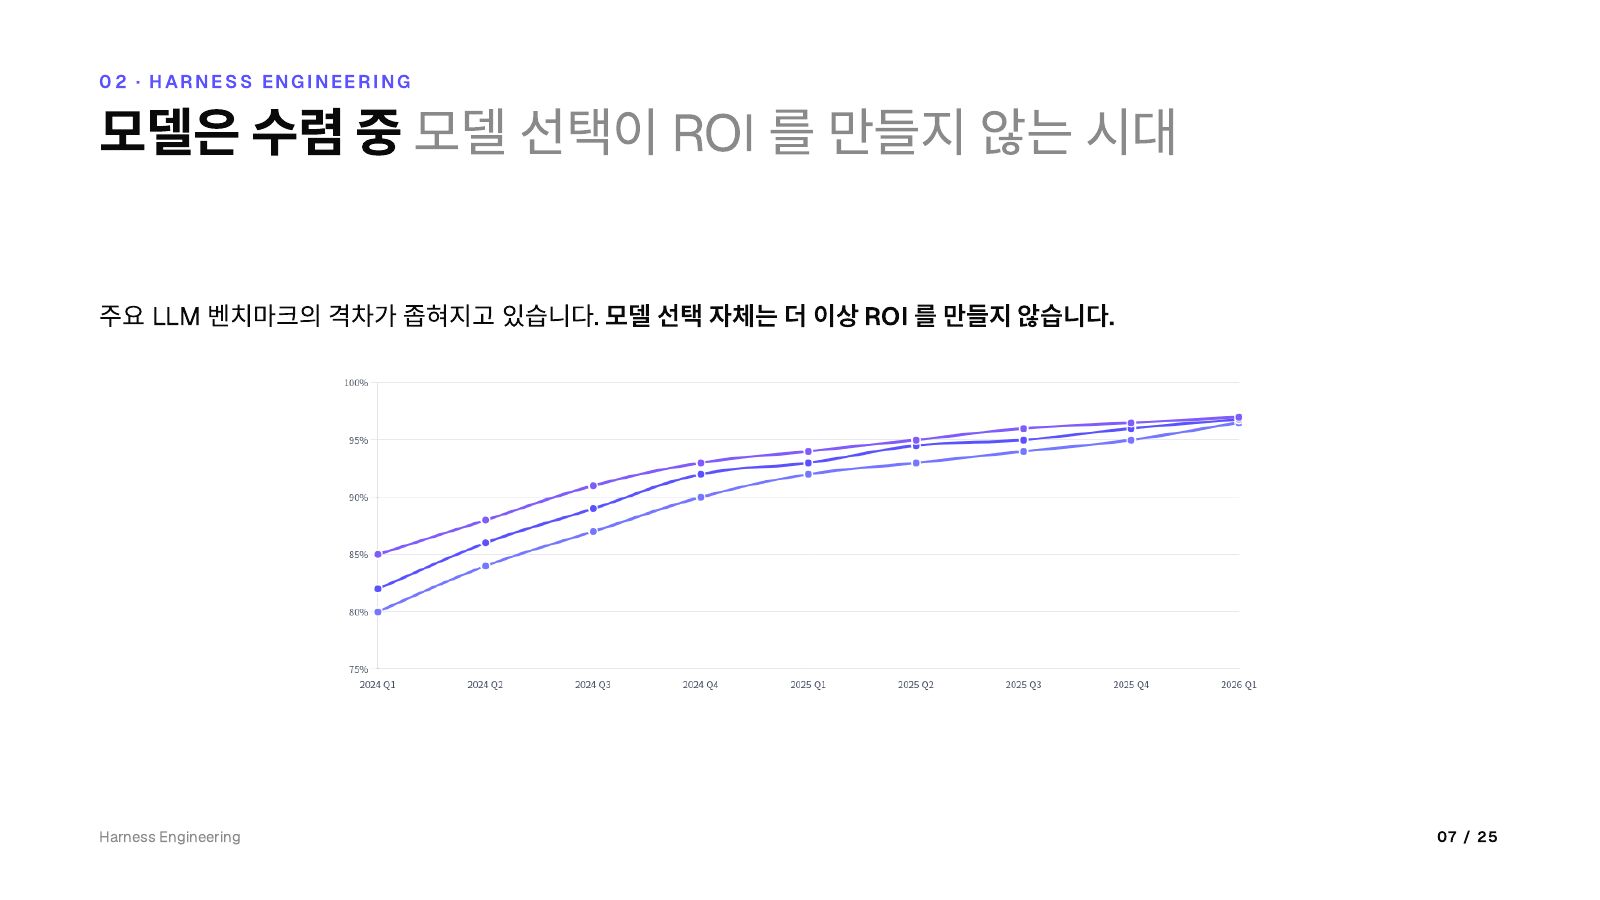 02 · HARNESS ENGINEERING
모델은 수렴 중 모델 선택이 ROI 를 만들지 않는 시대
주요 LLM 벤치마크의 격차가 좁혀지고 있습니다. 모델 선택 자체는 더 이상 ROI 를 만들지 않습니다.
100%
95%
90%
85%
80%
75%
2024 Q1 2024 Q2 2024 Q3 2024 Q4 2025 Q1 2025 Q2 2025 Q3 2025 Q4 2026 Q1
Harness Engineering 07 / 25